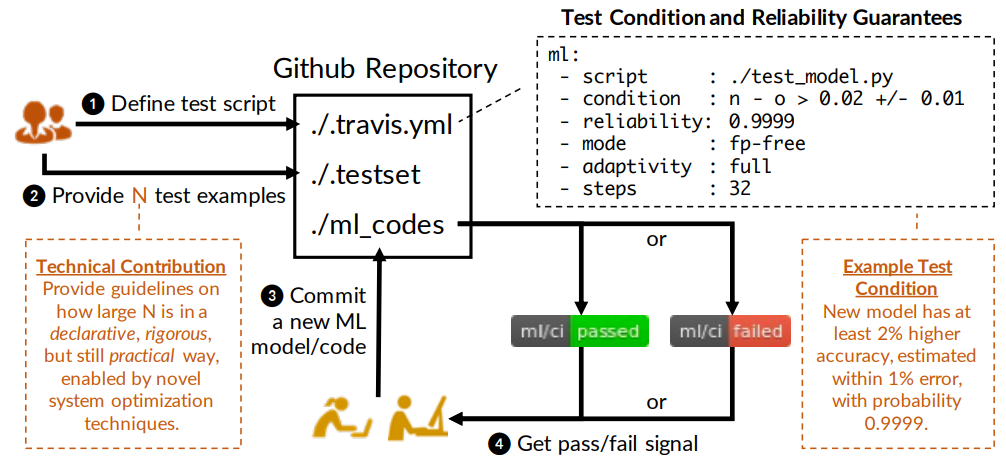 Test Condition and Reliability Guarantees
ml:
- script : ./test_model.py
- condition : n - o > 0.02 +/- 0.01
- reliability: 0.9999
- mode : fp-free
- adaptivity : full
- steps : 32
Github Repository
./.travis.yml
./.testset
./ml_codes
1 Define test script
2 Provide N test examples
Technical Contribution
Provide guidelines on
how large N is in a
declarative, rigorous,
but still practical way,
enabled by novel
system optimization
techniques.
3 Commit
a new ML
model/code
or
ml/ci passed
ml/ci failed
or
4 Get pass/fail signal
Example Test
Condition
New model has at
least 2% higher
accuracy, estimated
within 1% error,
with probability
0.9999.